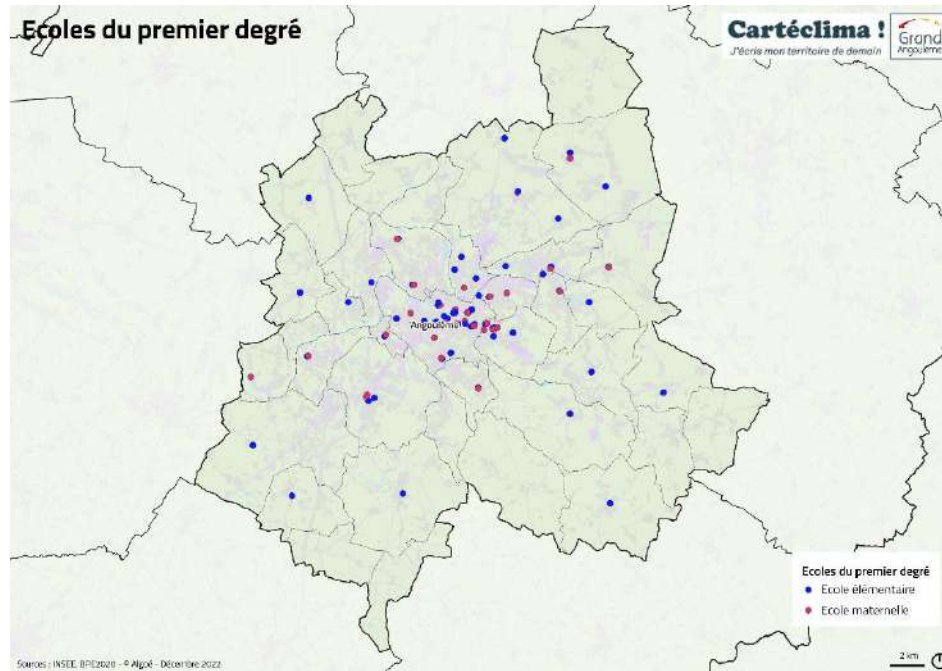 Ecoles du premier degré
Cartéclima !
J'écris mon territoire de demain
Grand
Angoulême
Angoulême
Ecoles du premier degré
Ecole élémentaire
Ecole maternelle
Sources : INSEE, BPE2020 - © Algoé - Décembre 2022
2 km